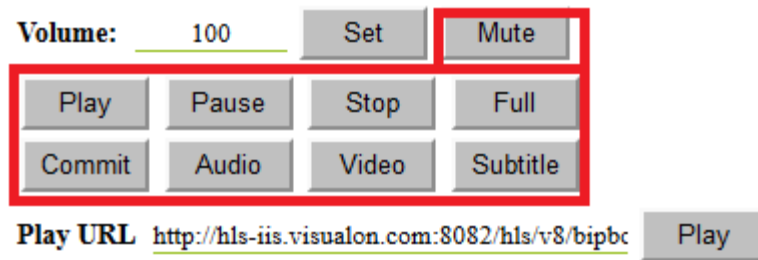 Volume: 100 Set Mute
Play Pause Stop Full
Commit Audio Video Subtitle
Play URL http://hls-iis.visualon.com:8082/hls/v8/bipbc Play